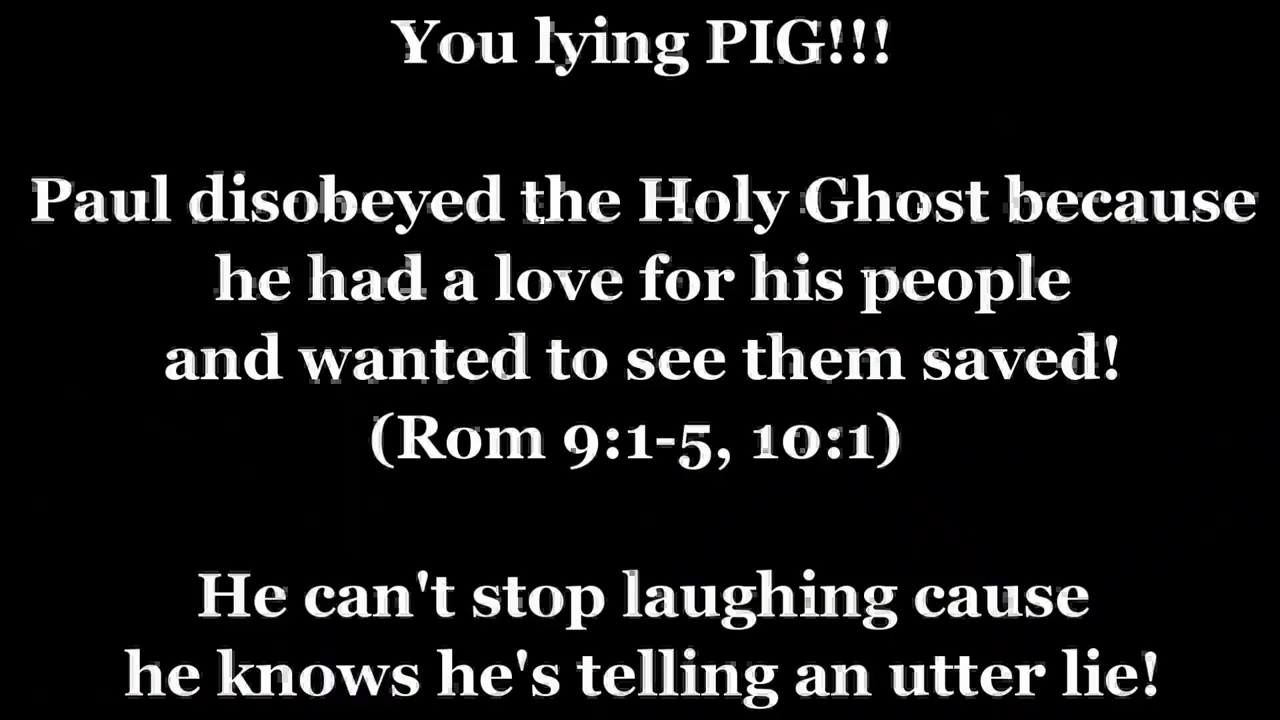 You lying PIG!!!
Paul disobeyed the Holy Ghost because
he had a love for his people
and wanted to see them saved!
(Rom 9:1-5, 10:1)
He can't stop laughing cause
he knows he's telling an utter lie!